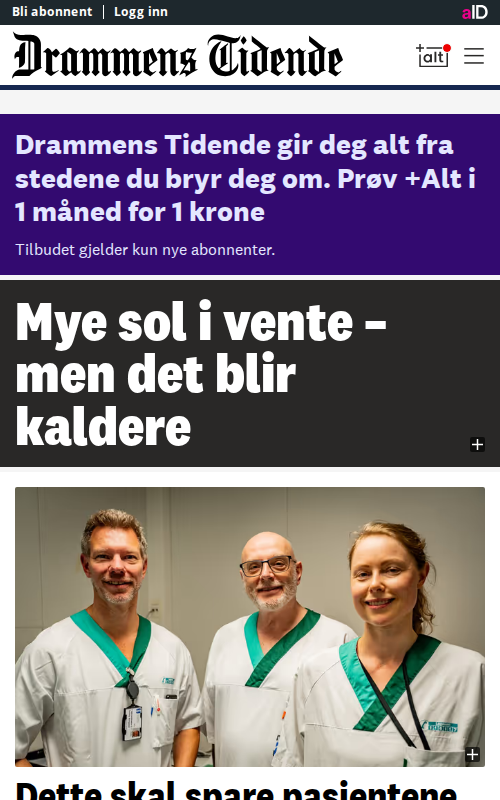 Bli abonnent
Logg inn
aID
Drammens Tidende
+alt
Drammens Tidende gir deg alt fra
stedene du bryr deg om. Prøv +Alt i
1 måned for 1 krone
Tilbudet gjelder kun nye abonnenter.
Mye sol i vente –
men det blir
kaldere
Dette skal spare pasientene